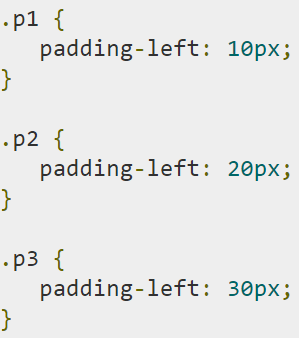 .p1 {
   padding-left: 10px;
}

.p2 {
   padding-left: 20px;
}

.p3 {
   padding-left: 30px;
}